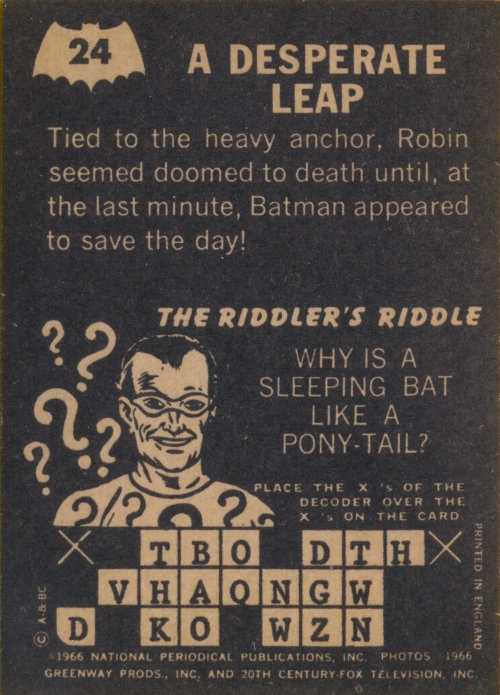 24
A DESPERATE
LEAP
Tied to the heavy anchor, Robin
seemed doomed to death until, at
the last minute, Batman appeared
to save the day!
THE RIDDLER'S RIDDLE
WHY IS A
SLEEPING BAT
LIKE A
PONY-TAIL?
PLACE THE X 's OF THE
DECODER OVER THE
X 's ON THE CARD
X TBO DTH X
VHAQNGW
D KO WZN
PRINTED IN ENGLAND
(C) A & BC
1966 NATIONAL PERIODICAL PUBLICATIONS, INC. PHOTOS 1966
GREENWAY PRODS., INC. AND 20TH CENTURY-FOX TELEVISION, INC.